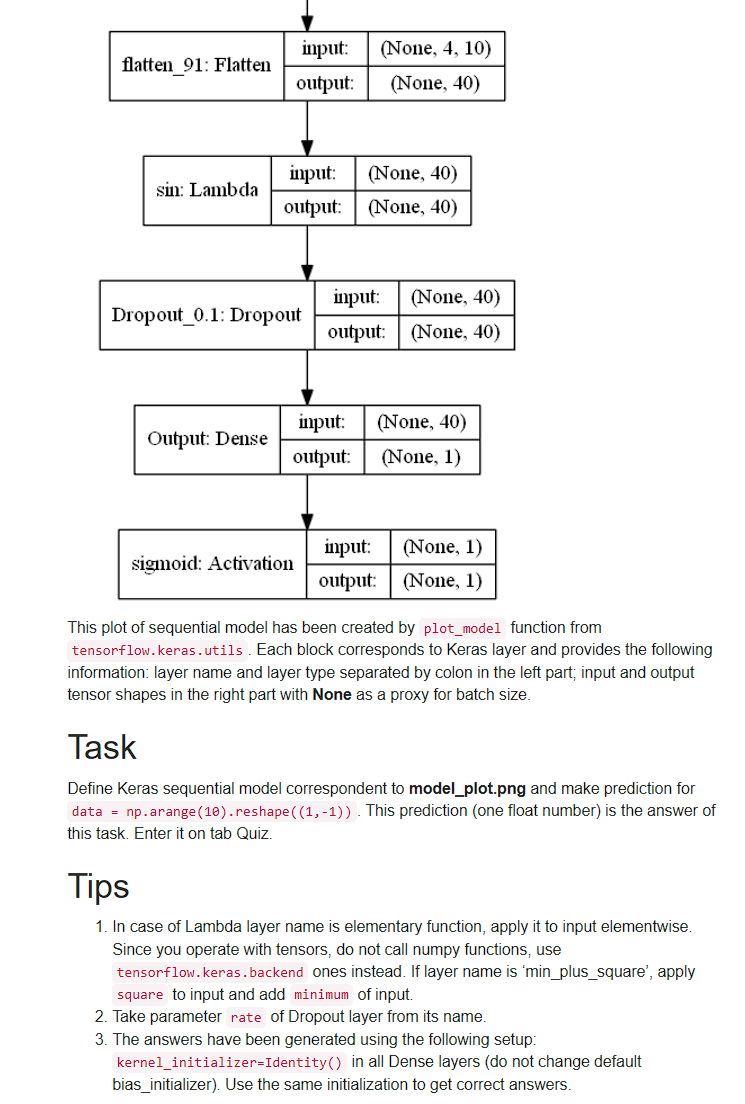 flatten_91: Flatten
input: (None, 4, 10)
output: (None, 40)
sin: Lambda
input: (None, 40)
output: (None, 40)
Dropout_0.1: Dropout
input: (None, 40)
output: (None, 40)
Output: Dense
input: (None, 40)
output: (None, 1)
sigmoid: Activation
input: (None, 1)
output: (None, 1)
This plot of sequential model has been created by plot_model function from
tensorflow.keras.utils . Each block corresponds to Keras layer and provides the following
information: layer name and layer type separated by colon in the left part; input and output
tensor shapes in the right part with None as a proxy for batch size.
Task
Define Keras sequential model correspondent to model_plot.png and make prediction for
data = np.arange(10).reshape((1,-1)) . This prediction (one float number) is the answer of
this task. Enter it on tab Quiz.
Tips
1. In case of Lambda layer name is elementary function, apply it to input elementwise.
Since you operate with tensors, do not call numpy functions, use
tensorflow.keras.backend ones instead. If layer name is ‘min_plus_square’, apply
square to input and add minimum of input.
2. Take parameter rate of Dropout layer from its name.
3. The answers have been generated using the following setup:
kernel_initializer=Identity() in all Dense layers (do not change default
bias_initializer). Use the same initialization to get correct answers.